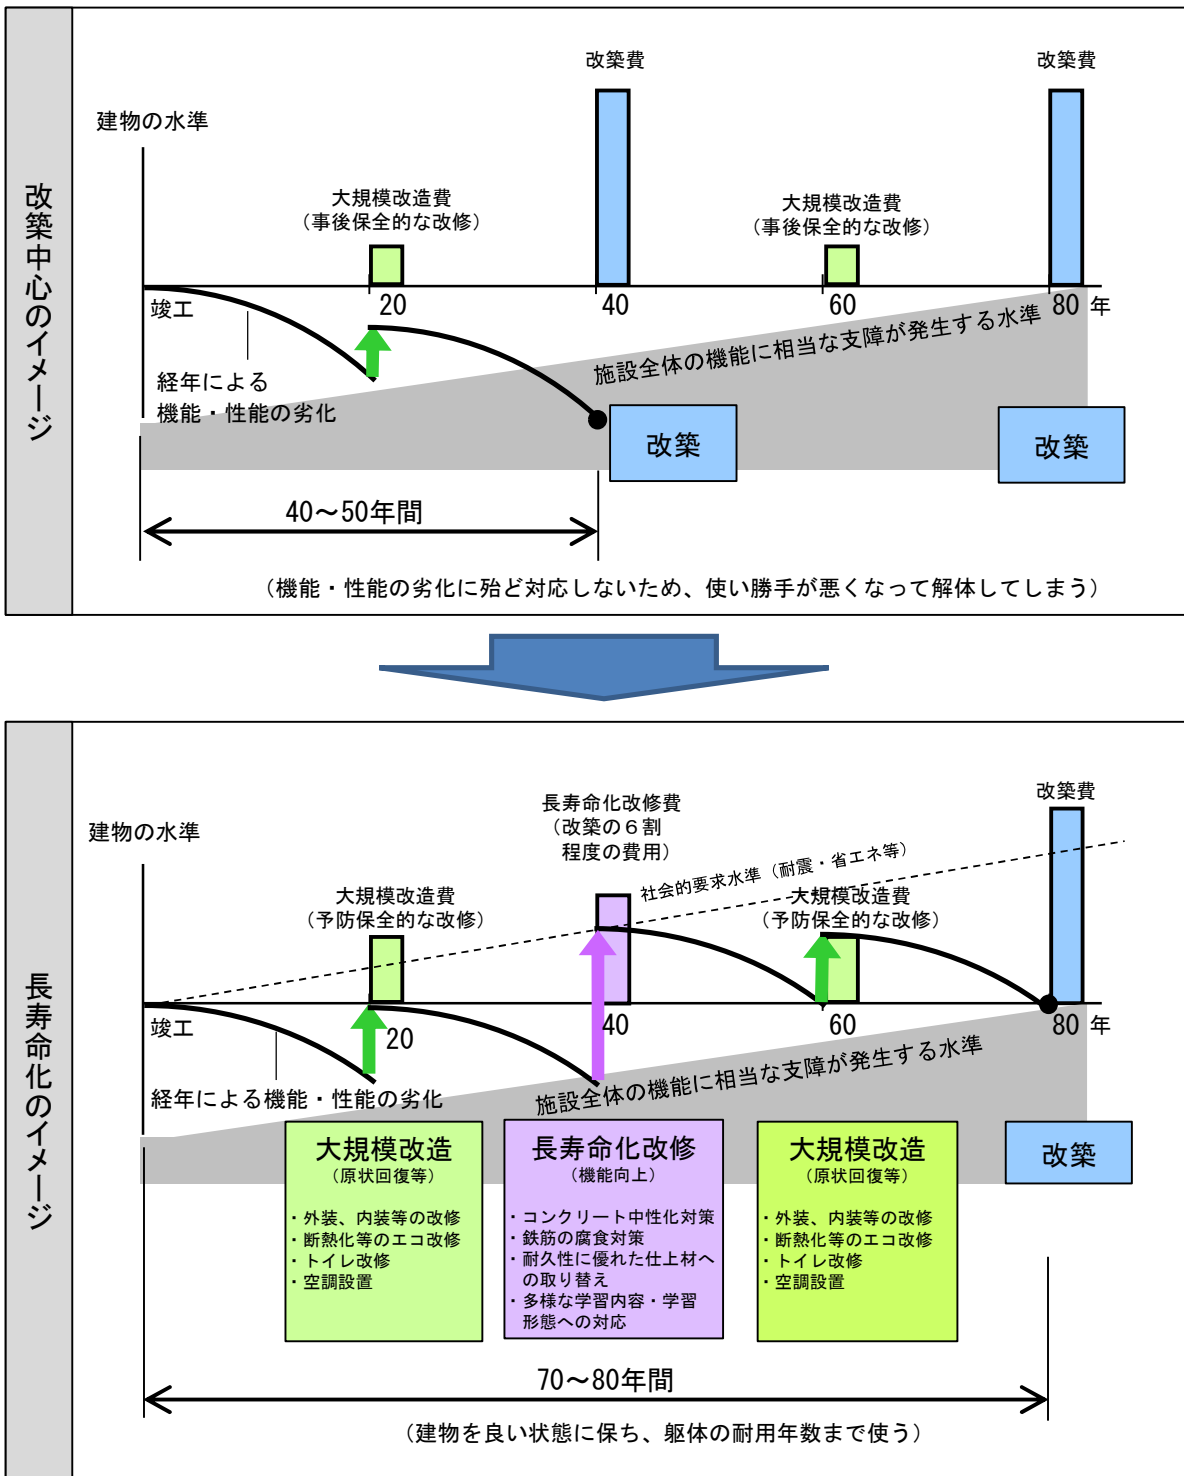 改築中心のイメージ
改築費
改築費
建物の水準
大規模改造費
（事後保全的な改修）
大規模改造費
（事後保全的な改修）
竣工
20
40
60
80 年
経年による
機能・性能の劣化
施設全体の機能に相当な支障が発生する水準
改築
改築
40～50年間
（機能・性能の劣化に殆ど対応しないため、使い勝手が悪くなって解体してしまう）
長寿命化のイメージ
改築費
長寿命化改修費
（改築の６割
程度の費用）
建物の水準
社会的要求水準（耐震・省エネ等）
大規模改造費
（予防保全的な改修）
大規模改造費
（予防保全的な改修）
竣工
20
40
60
80 年
経年による機能・性能の劣化
施設全体の機能に相当な支障が発生する水準
大規模改造
（原状回復等）
・外装、内装等の改修
・断熱化等のエコ改修
・トイレ改修
・空調設置
長寿命化改修
（機能向上）
・コンクリート中性化対策
・鉄筋の腐食対策
・耐久性に優れた仕上材へ
の取り替え
・多様な学習内容・学習
形態への対応
大規模改造
（原状回復等）
・外装、内装等の改修
・断熱化等のエコ改修
・トイレ改修
・空調設置
改築
70～80年間
（建物を良い状態に保ち、躯体の耐用年数まで使う）